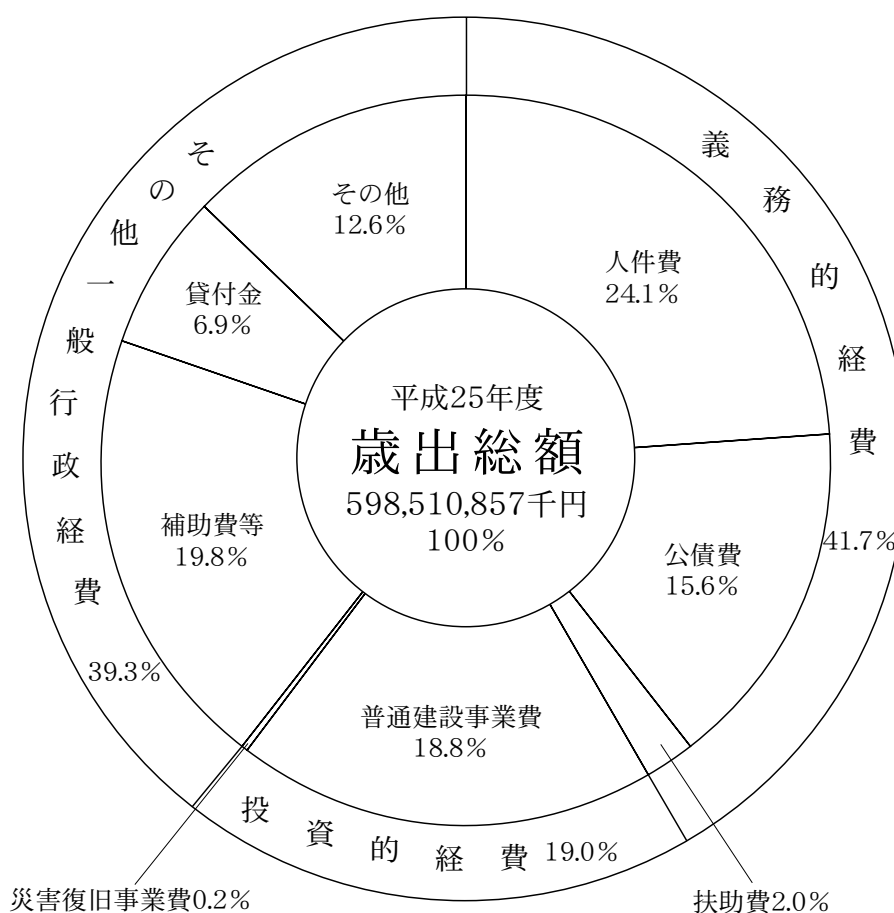 平成25年度
歳出総額
598,510,857千円
100%
義務的経費
41.7%
人件費
24.1%
公債費
15.6%
扶助費2.0%
投資的経費
19.0%
普通建設事業費
18.8%
災害復旧事業費0.2%
その他一般行政経費
39.3%
補助費等
19.8%
貸付金
6.9%
その他
12.6%